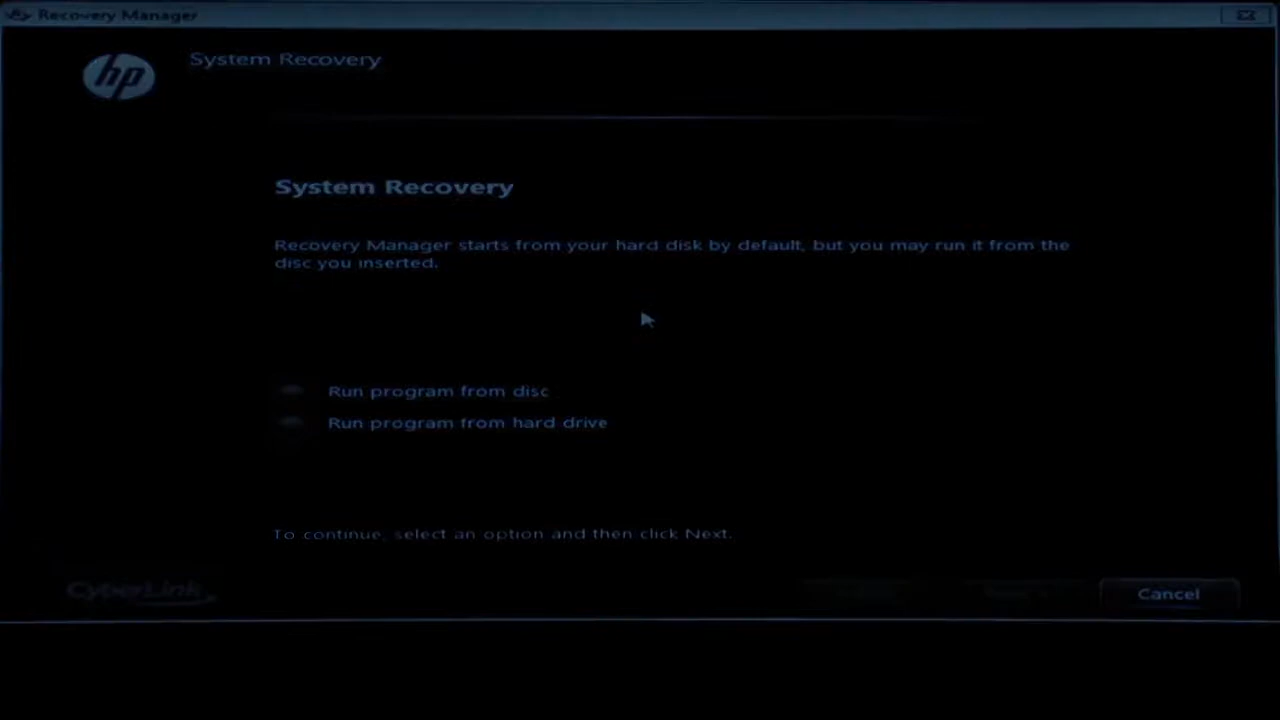 Recovery Manager
hp
System Recovery
System Recovery
Recovery Manager starts from your hard disk by default, but you may run it from the
disc you inserted.
Run program from disc
Run program from hard drive
To continue, select an option and then click Next.
CyberLink
Cancel